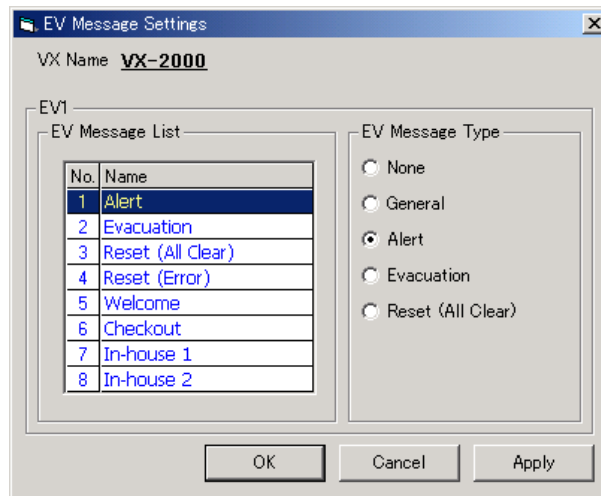 EV Message Settings
VX Name VX-2000
EV1
EV Message List
No. Name
1 Alert
2 Evacuation
3 Reset (All Clear)
4 Reset (Error)
5 Welcome
6 Checkout
7 In-house 1
8 In-house 2
EV Message Type
None
General
Alert
Evacuation
Reset (All Clear)
OK Cancel Apply